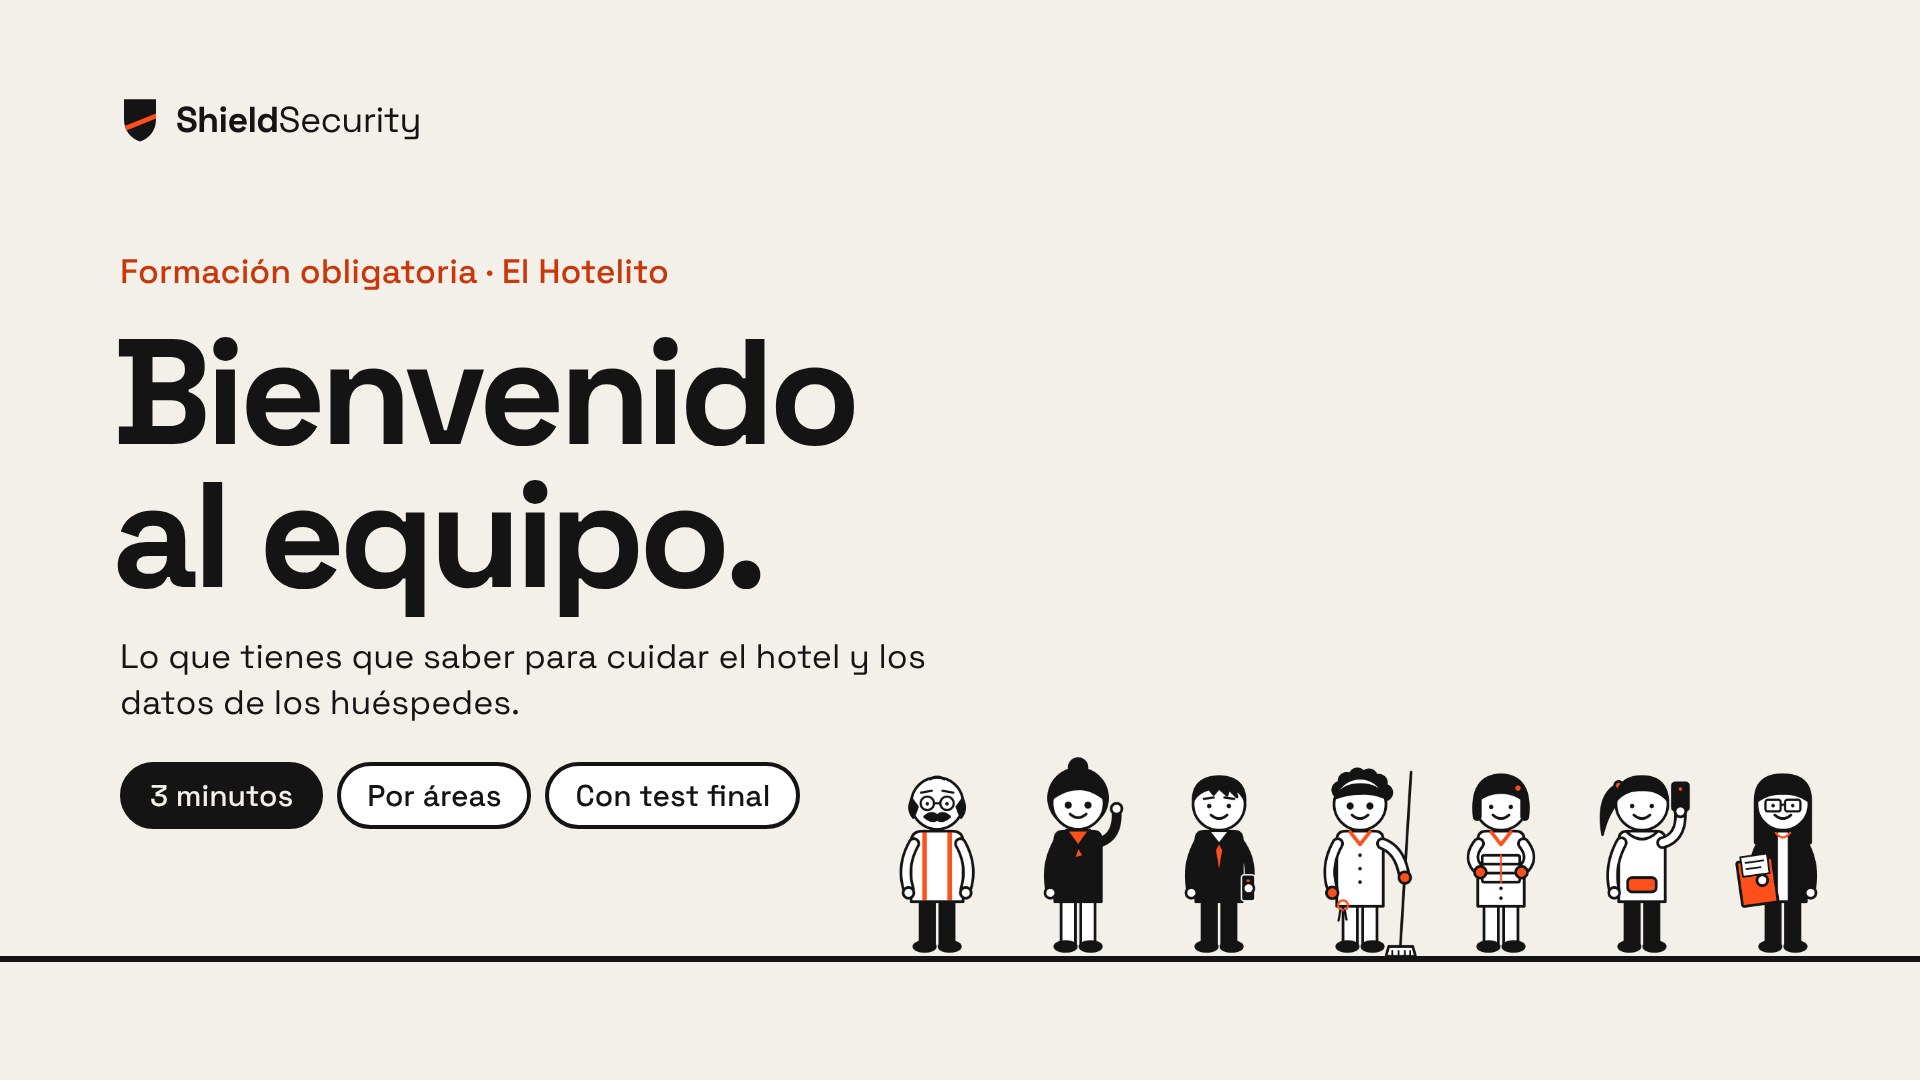 ShieldSecurity
Formación obligatoria · El Hotelito
Bienvenido
al equipo.
Lo que tienes que saber para cuidar el hotel y los
datos de los huéspedes.
3 minutos
Por áreas
Con test final